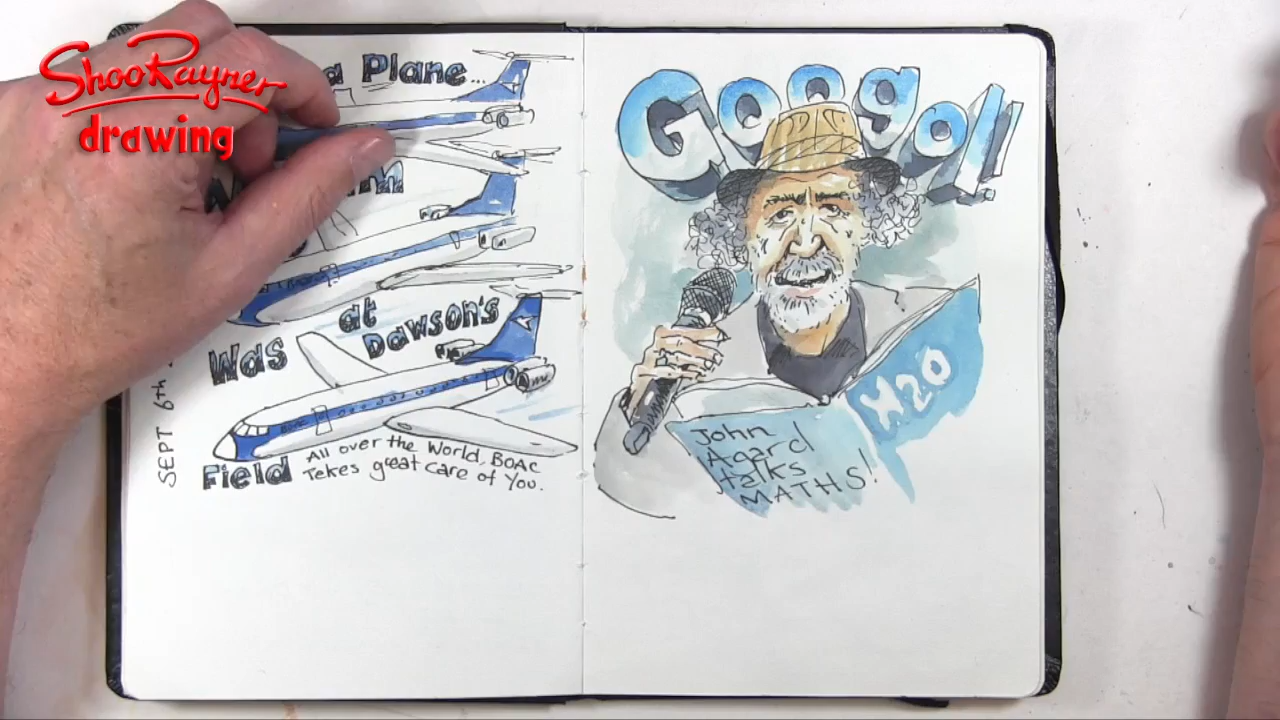 ShooRayner
drawing
a Plane...
at
Was Dawson's
Field
All over the World, BOAC
Takes great care of You.
SEPT 6th
Googol!
H2O
John
Agard
talks
MATHS!